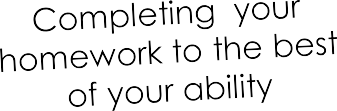 Completing your
homework to the best
of your ability